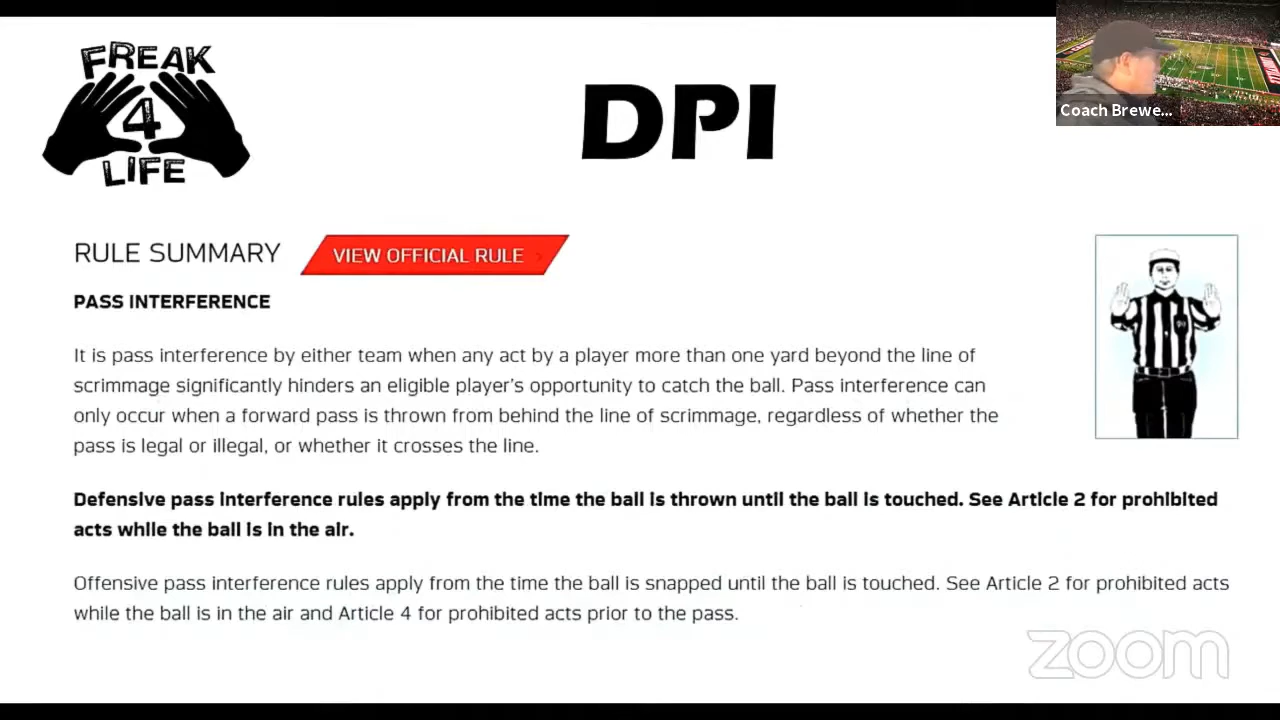 FREAK
4
LIFE
DPI
Coach Brewe...
RULE SUMMARY
VIEW OFFICIAL RULE
PASS INTERFERENCE
It is pass interference by either team when any act by a player more than one yard beyond the line of
scrimmage significantly hinders an eligible player's opportunity to catch the ball. Pass interference can
only occur when a forward pass is thrown from behind the line of scrimmage, regardless of whether the
pass is legal or illegal, or whether it crosses the line.
Defensive pass interference rules apply from the time the ball is thrown until the ball is touched. See Article 2 for prohibited
acts while the ball is in the air.
Offensive pass interference rules apply from the time the ball is snapped until the ball is touched. See Article 2 for prohibited acts
while the ball is in the air and Article 4 for prohibited acts prior to the pass.
zoom